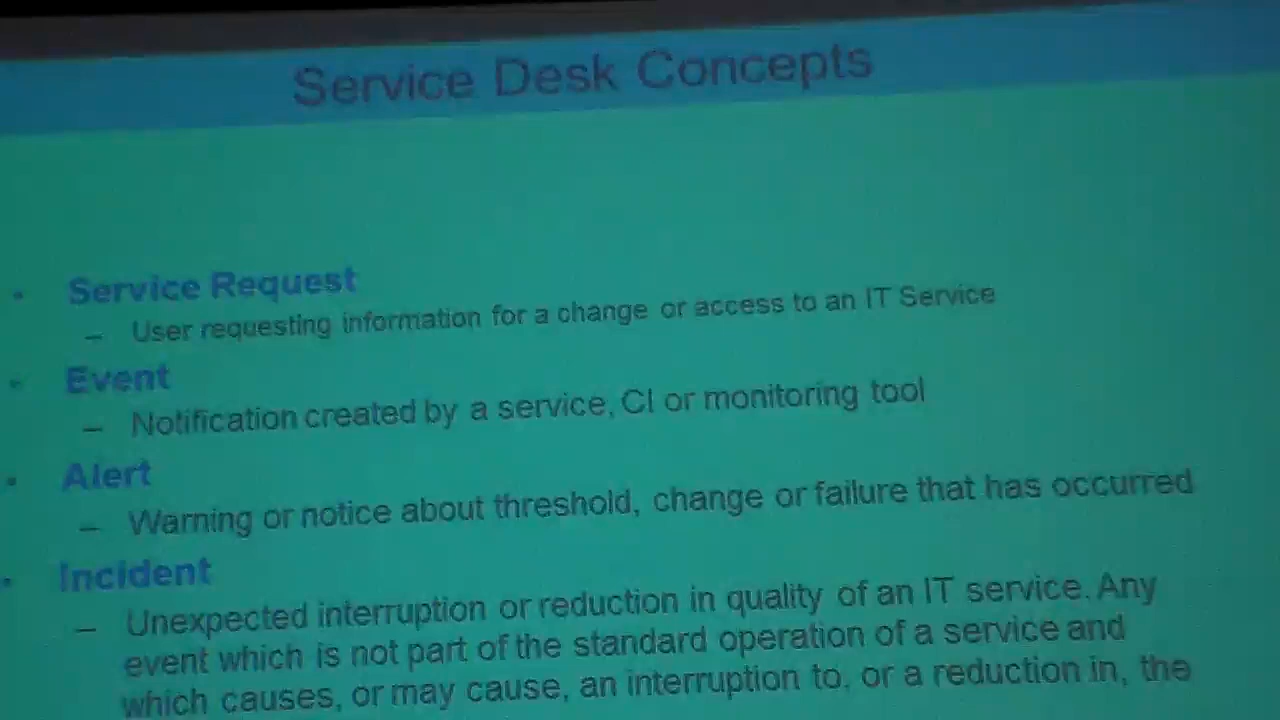 Service Desk Concepts
• Service Request
– User requesting information for a change or access to an IT Service
• Event
– Notification created by a service, CI or monitoring tool
• Alert
– Warning or notice about threshold, change or failure that has occurred
• Incident
– Unexpected interruption or reduction in quality of an IT service. Any
event which is not part of the standard operation of a service and
which causes, or may cause, an interruption to, or a reduction in, the